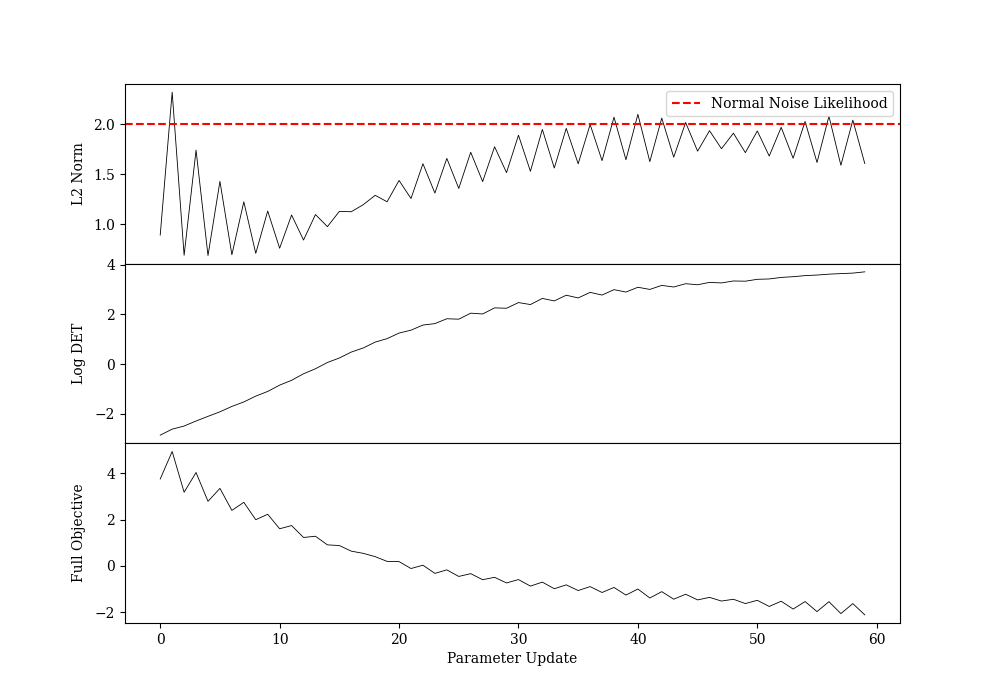 Normal Noise Likelihood
2.0
1.5
1.0
L2 Norm
4
2
0
−2
Log DET
4
2
0
−2
Full Objective
0 10 20 30 40 50 60
Parameter Update